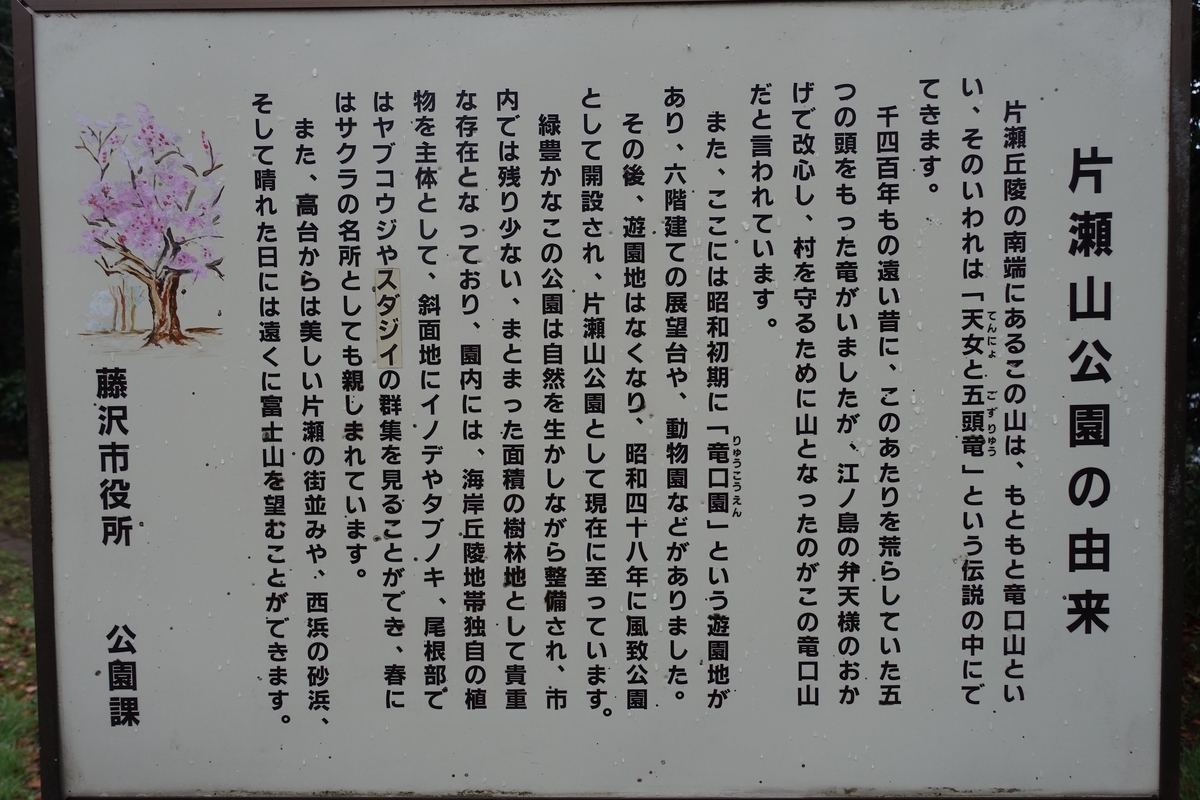 片瀬山公園の由来
片瀬丘陵の南端にあるこの山は、もともと竜口山とい
い、そのいわれは「天女と五頭竜」という伝説の中にで
てんにょ ごずりゅう
てきます。
千四百年もの遠い昔に、このあたりを荒らしていた五
つの頭をもった竜がいましたが、江ノ島の弁天様のおか
げで改心し、村を守るために山となったのがこの竜口山
だと言われています。
また、ここには昭和初期に「竜口園」という遊園地が
りゅうこうえん
あり、六階建ての展望台や、動物園などがありました。
その後、遊園地はなくなり、昭和四十八年に風致公園
として開設され、片瀬山公園として現在に至っています。
緑豊かなこの公園は自然を生かしながら整備され、市
内では残り少ない、まとまった面積の樹林地として貴重
な存在となっており、園内には、海岸丘陵地帯独自の植
物を主体として、斜面地にイノデやタブノキ、尾根部で
はヤブコウジやスダジイの群集を見ることができ、春に
はサクラの名所としても親しまれています。
また、高台からは美しい片瀬の街並みや、西浜の砂浜、
そして晴れた日には遠くに富士山を望むことができます。
藤沢市役所 公園課